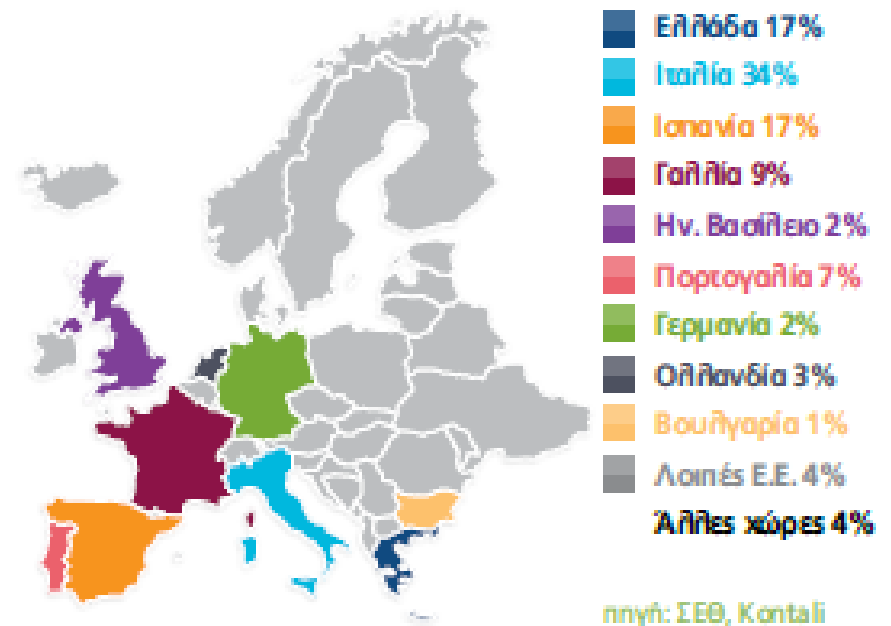 Ελλάδα 17%
Ιταλία 34%
Ισπανία 17%
Γαλλία 9%
Ην. Βασίλειο 2%
Πορτογαλία 7%
Γερμανία 2%
Ολλανδία 3%
Βουλγαρία 1%
Λοιπές Ε.Ε. 4%
Άλλες χώρες 4%
πηγή: ΣΕΘ, Kontali